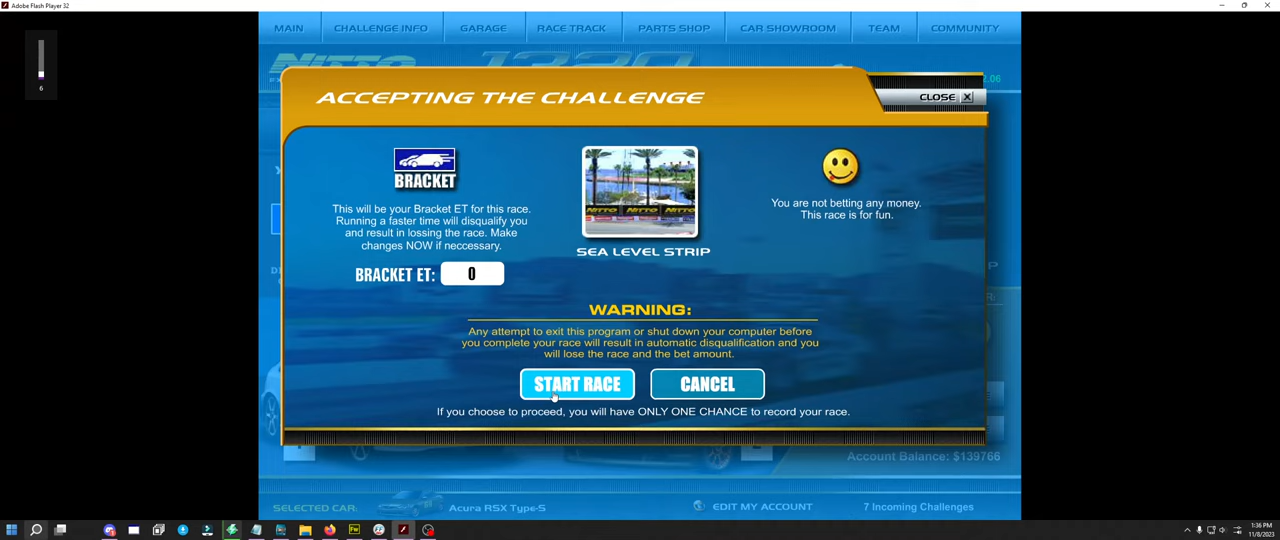 Adobe Flash Player 32
MAIN
CHALLENGE INFO
GARAGE
RACE TRACK
PARTS SHOP
CAR SHOWROOM
TEAM
COMMUNITY
6
NITTO 1320
2.06
ACCEPTING THE CHALLENGE
CLOSE X
BRACKET
This will be your Bracket ET for this race.
Running a faster time will disqualify you
and result in lossing the race. Make
changes NOW if neccessary.
BRACKET ET: 0
SEA LEVEL STRIP
You are not betting any money.
This race is for fun.
WARNING:
Any attempt to exit this program or shut down your computer before
you complete your race will result in automatic disqualification and you
will lose the race and the bet amount.
START RACE
CANCEL
If you choose to proceed, you will have ONLY ONE CHANCE to record your race.
Account Balance: $139766
SELECTED CAR:
Acura RSX Type-S
EDIT MY ACCOUNT
7 Incoming Challenges
Fw
1:36 PM
11/8/2023